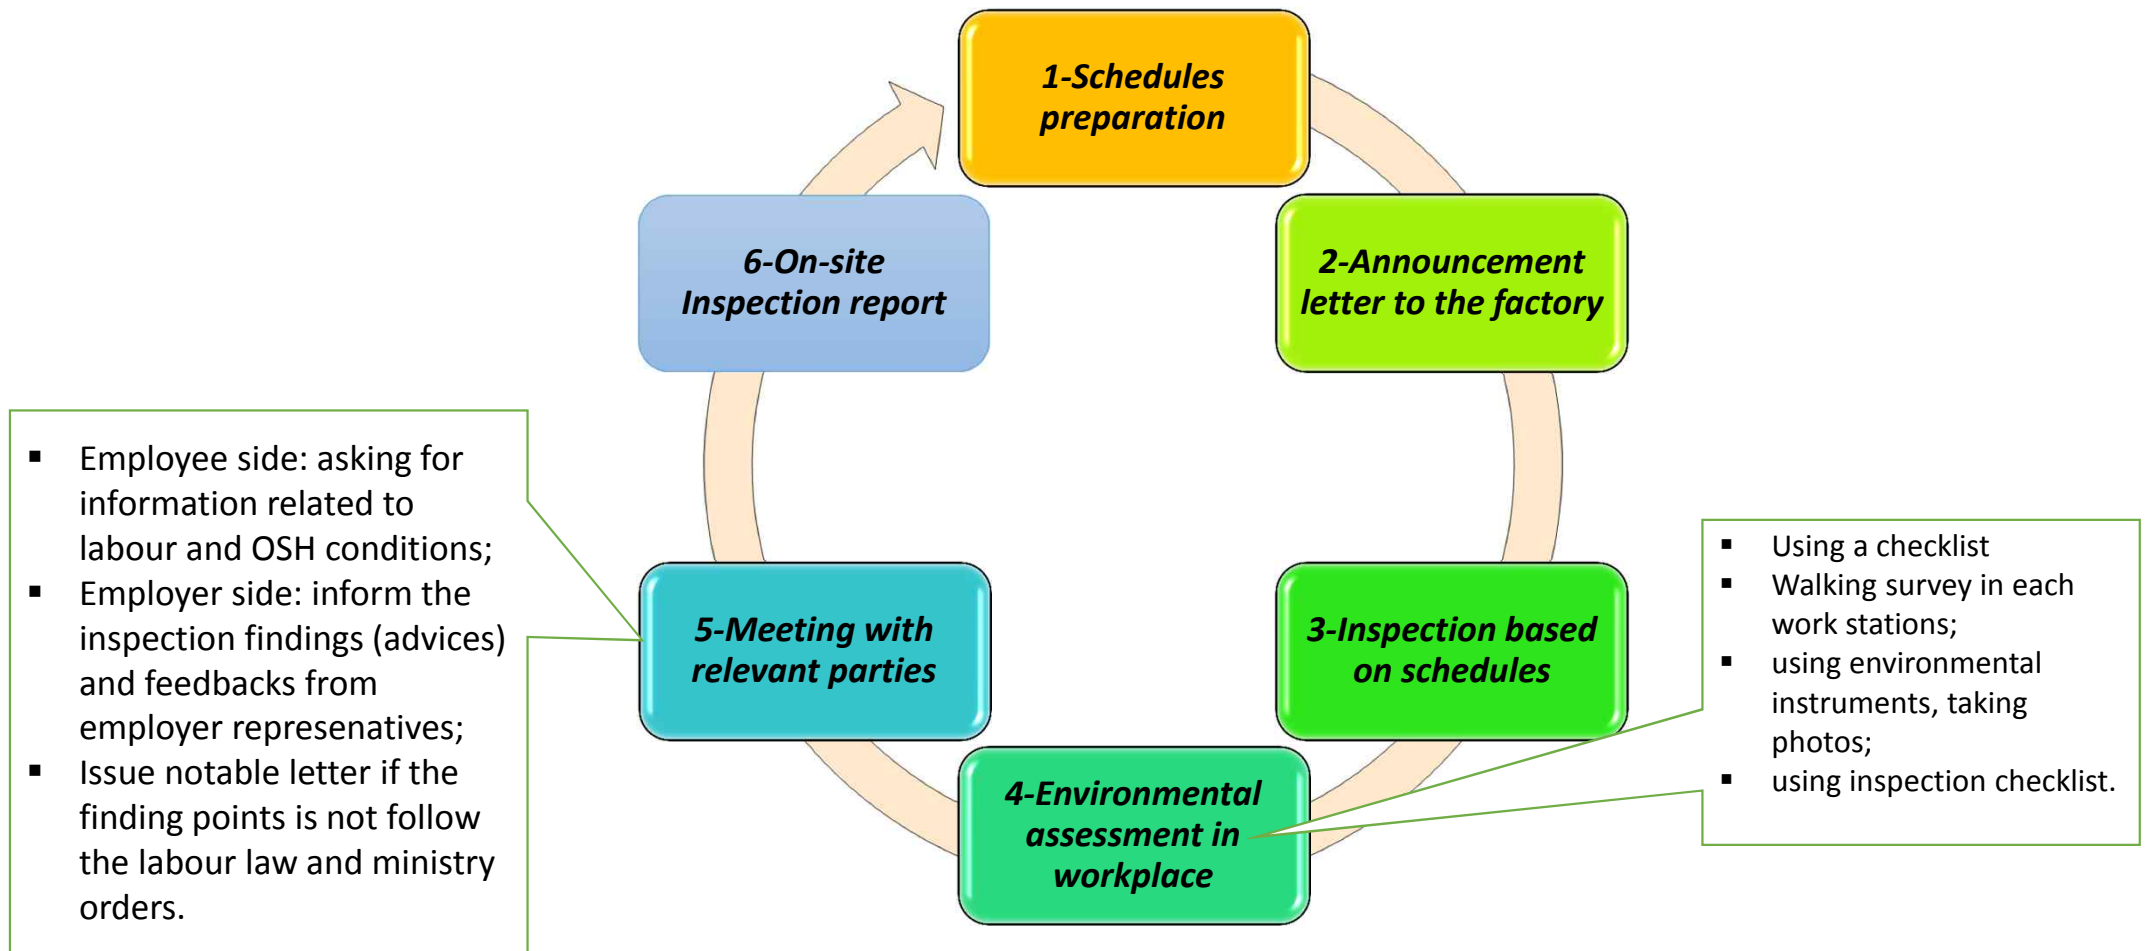 1-Schedules
preparation
2-Announcement
letter to the factory
3-Inspection based
on schedules
4-Environmental
assessment in
workplace
5-Meeting with
relevant parties
6-On-site
Inspection report
▪ Employee side: asking for
information related to
labour and OSH conditions;
▪ Employer side: inform the
inspection findings (advices)
and feedbacks from
employer represenatives;
▪ Issue notable letter if the
finding points is not follow
the labour law and ministry
orders.
▪ Using a checklist
▪ Walking survey in each
work stations;
▪ using environmental
instruments, taking
photos;
▪ using inspection checklist.